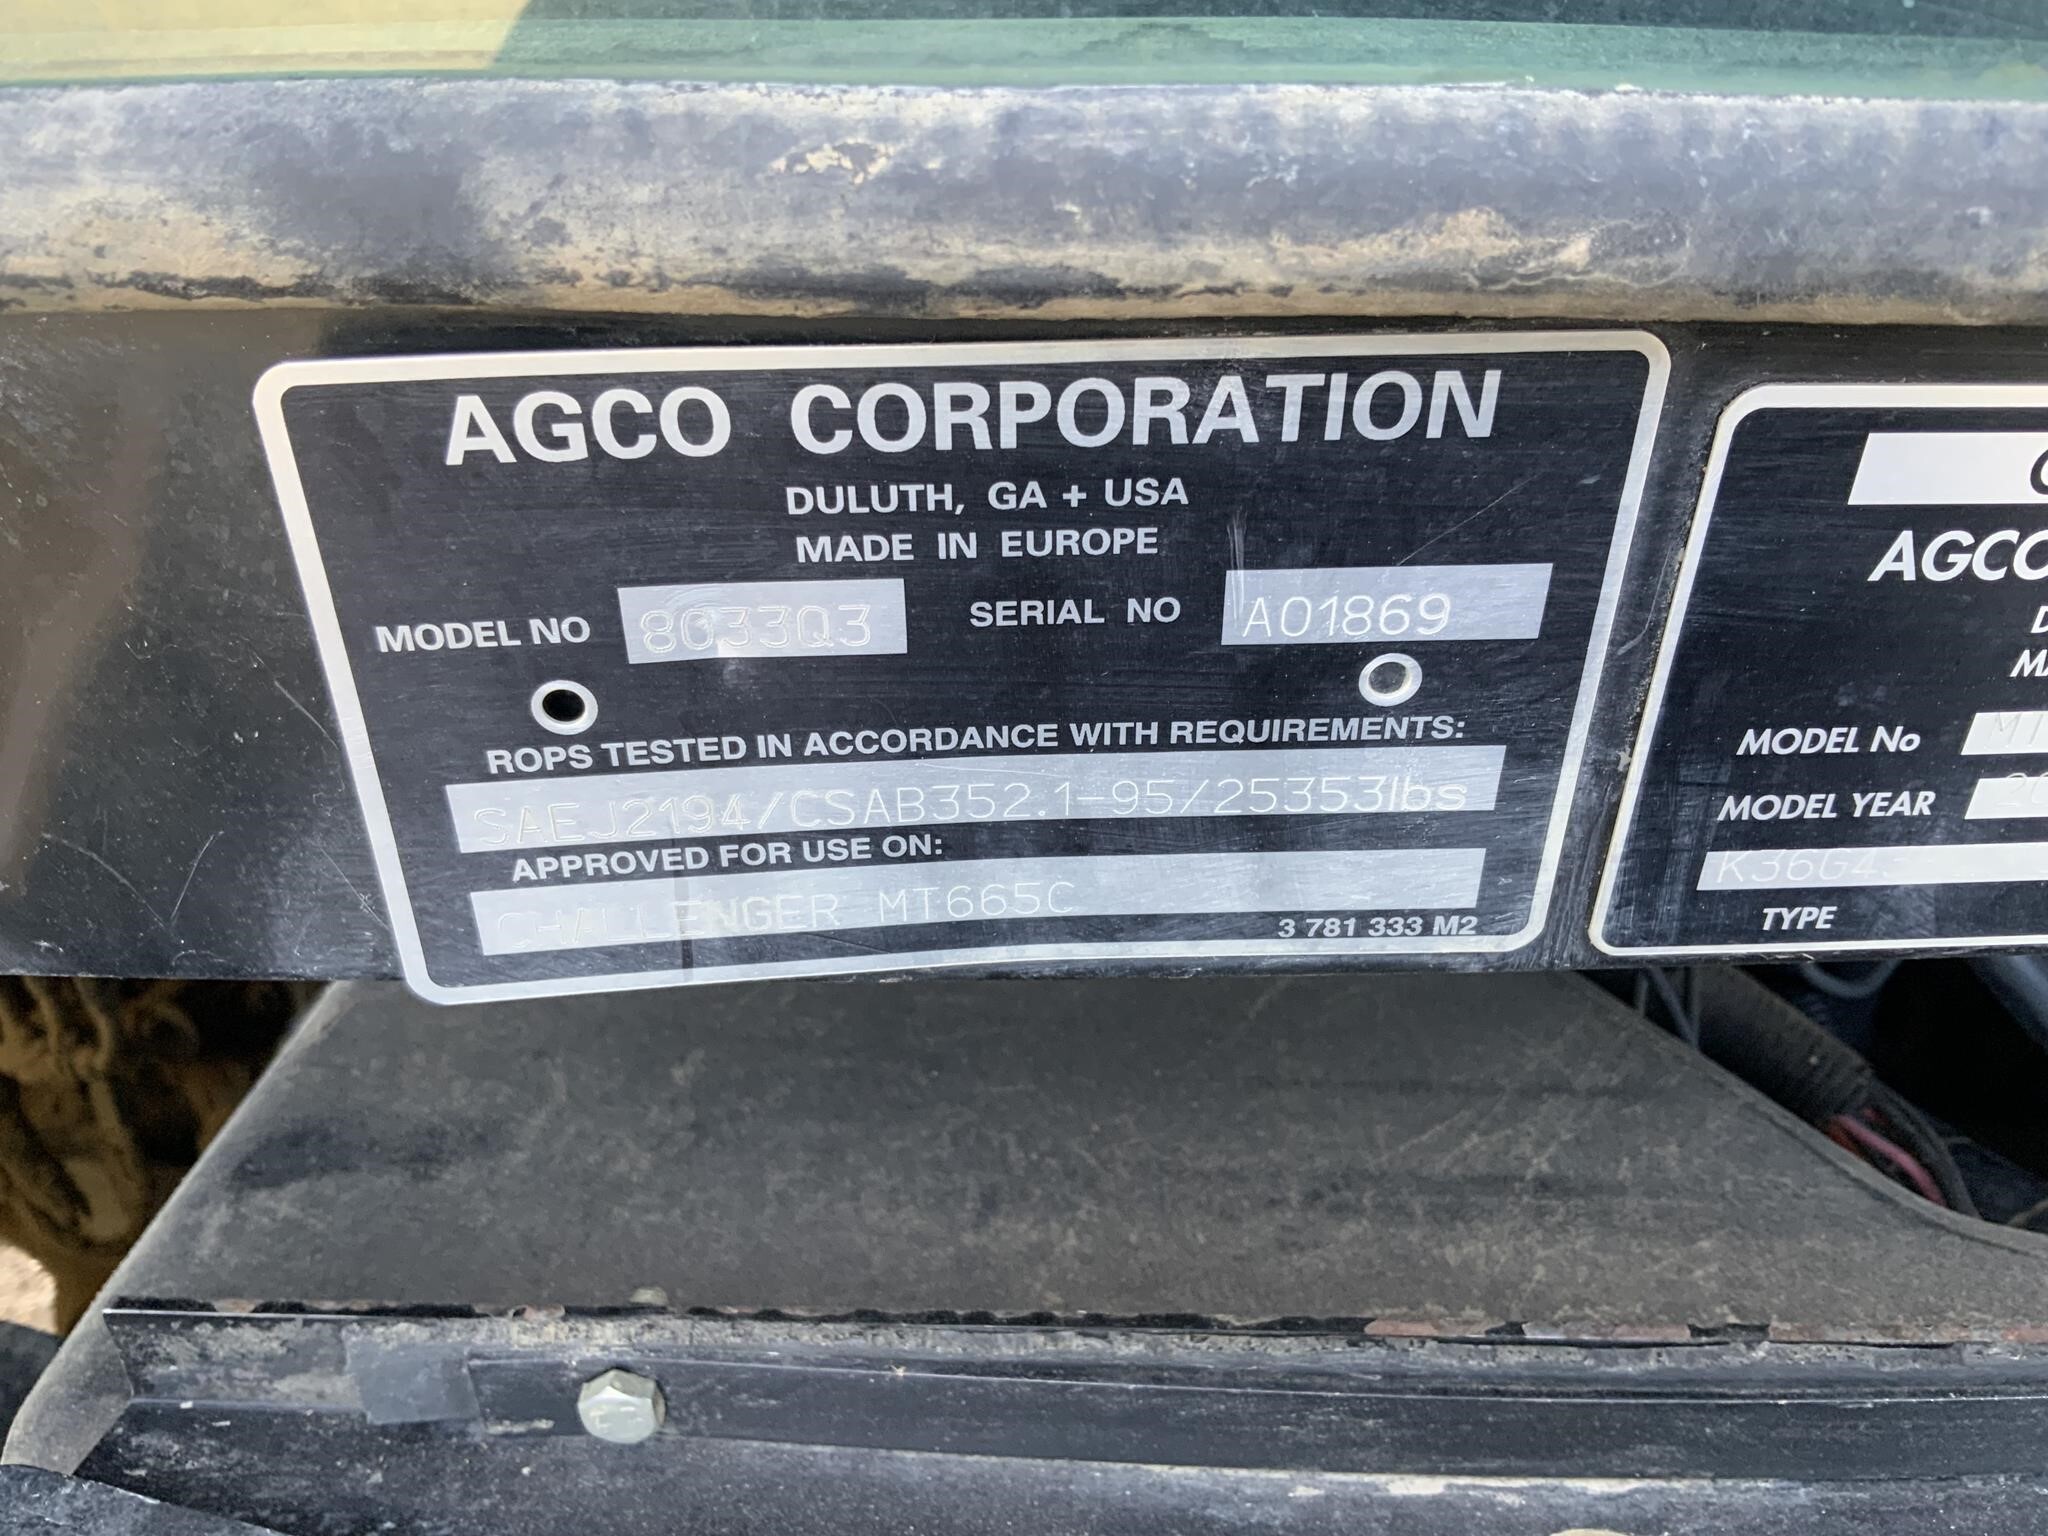 AGCO CORPORATION
DULUTH, GA + USA
MADE IN EUROPE
MODEL NO 8033Q3 SERIAL NO A01869
ROPS TESTED IN ACCORDANCE WITH REQUIREMENTS:
SAEJ2194/CSAB352.1-95/25353lbs
APPROVED FOR USE ON:
CHALLENGER MT665C
3 781 333 M2
AGCO
MODEL No
MODEL YEAR
TYPE